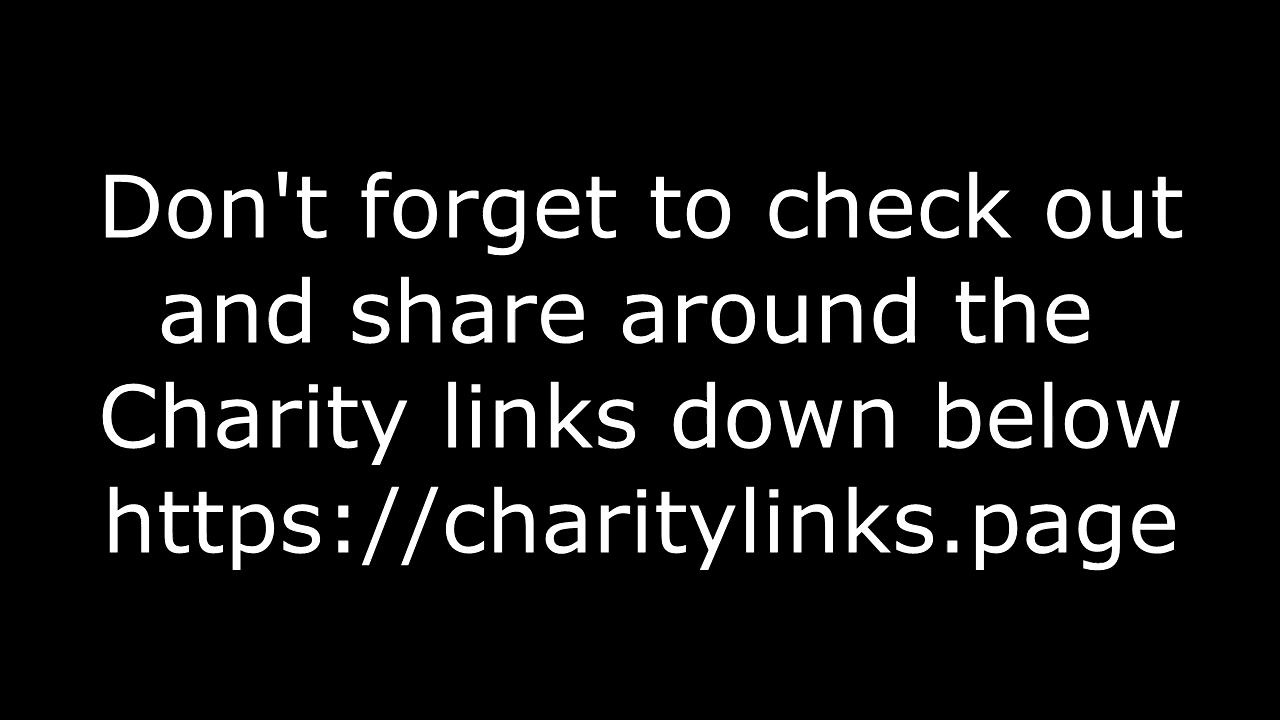 Don't forget to check out
and share around the
Charity links down below
https://charitylinks.page